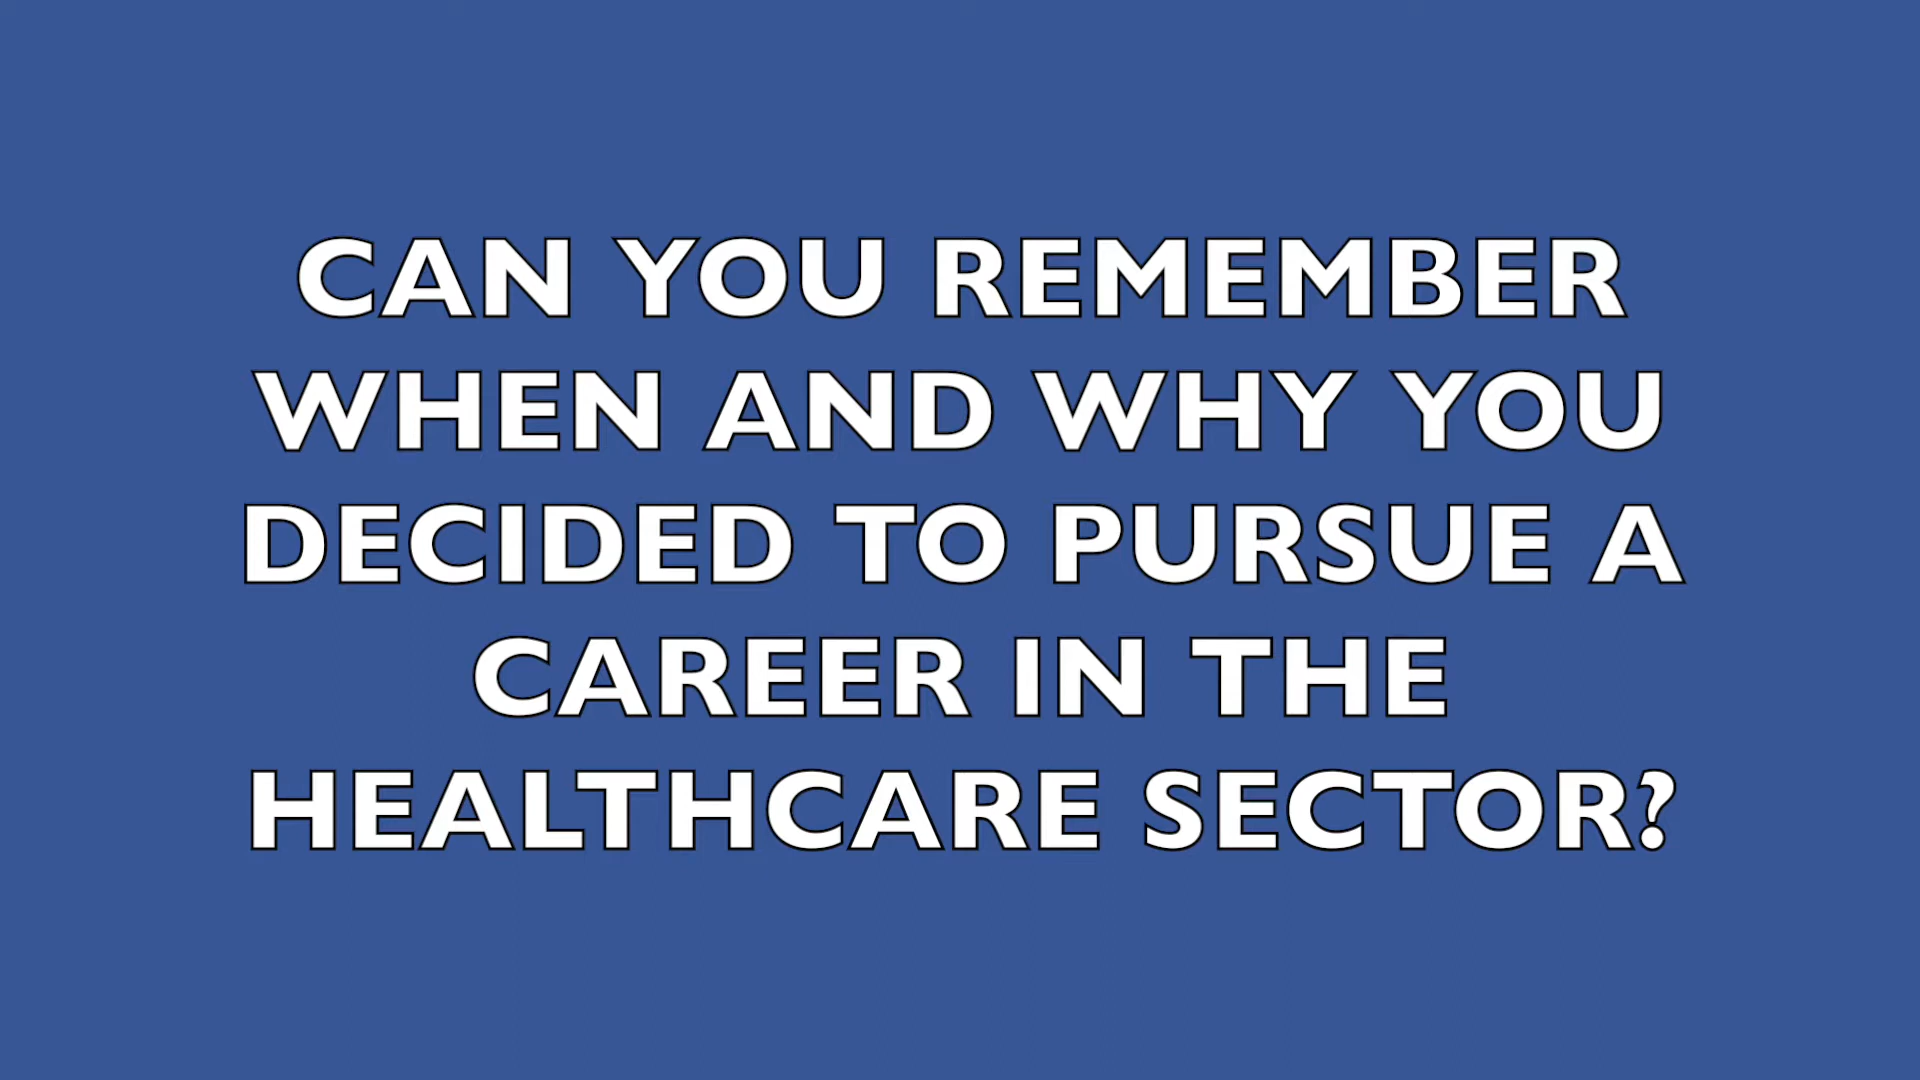 CAN YOU REMEMBER
WHEN AND WHY YOU
DECIDED TO PURSUE A
CAREER IN THE
HEALTHCARE SECTOR?